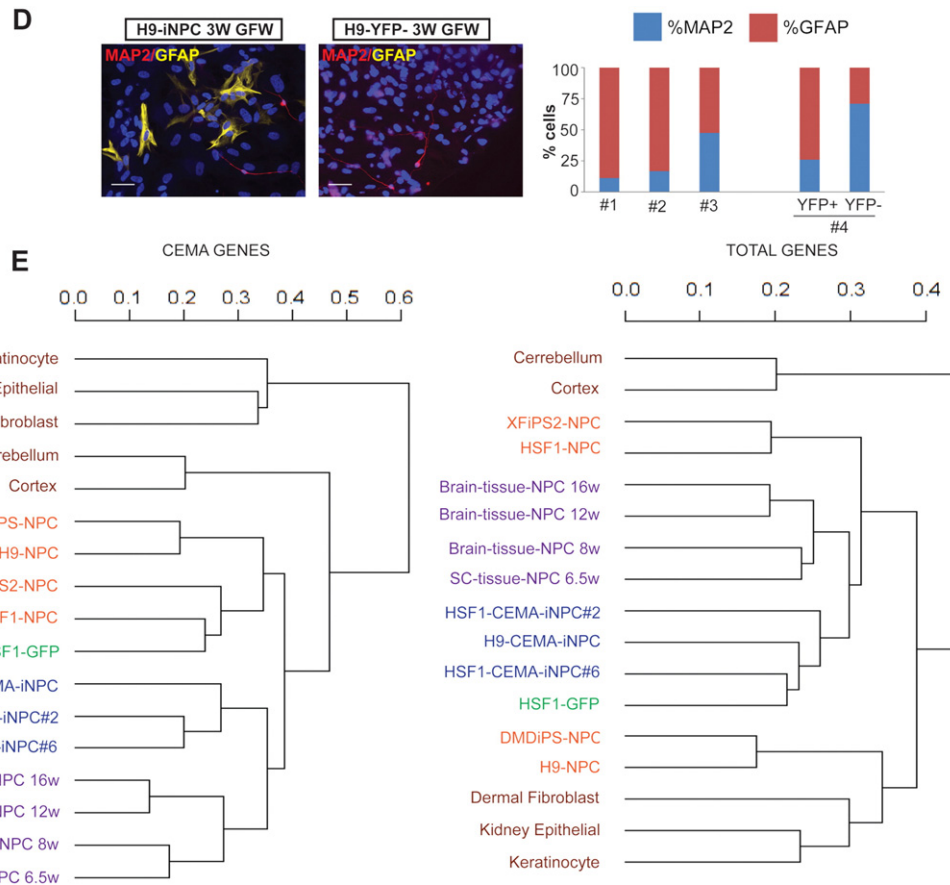 D
H9-iNPC 3W GFW
H9-YFP- 3W GFW
MAP2/GFAP
MAP2/GFAP
%MAP2 %GFAP
% cells
100
75
50
25
0
#1 #2 #3 YFP+ YFP-
#4
E
CEMA GENES
0.0 0.1 0.2 0.3 0.4 0.5 0.6
atinocyte
Epithelial
ibroblast
rebellum
Cortex
PS-NPC
H9-NPC
S2-NPC
F1-NPC
SF1-GFP
MA-iNPC
-iNPC#2
-iNPC#6
NPC 16w
NPC 12w
NPC 8w
PC 6.5w
TOTAL GENES
0.0 0.1 0.2 0.3 0.4
Cerrebellum
Cortex
XFiPS2-NPC
HSF1-NPC
Brain-tissue-NPC 16w
Brain-tissue-NPC 12w
Brain-tissue-NPC 8w
SC-tissue-NPC 6.5w
HSF1-CEMA-iNPC#2
H9-CEMA-iNPC
HSF1-CEMA-iNPC#6
HSF1-GFP
DMDiPS-NPC
H9-NPC
Dermal Fibroblast
Kidney Epithelial
Keratinocyte